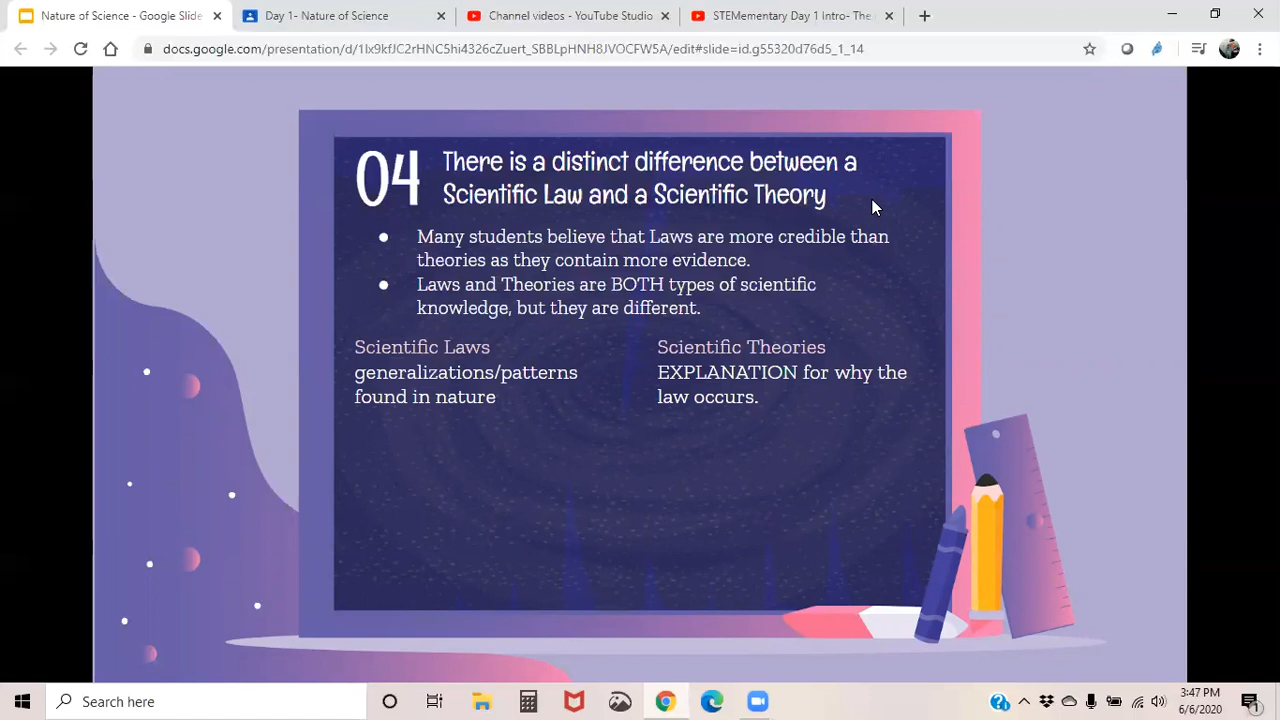 Nature of Science - Google Slide
Day 1- Nature of Science
Channel videos - YouTube Studio
STEMementary Day 1 Intro- The
docs.google.com/presentation/d/1Ix9kfJC2rHNC5hi4326cZuert_SBBLpHNH8JVOCFW5A/edit#slide=id.g55320d76d5_1_14
04
There is a distinct difference between a
Scientific Law and a Scientific Theory
● Many students believe that Laws are more credible than
theories as they contain more evidence.
● Laws and Theories are BOTH types of scientific
knowledge, but they are different.
Scientific Laws
generalizations/patterns
found in nature
Scientific Theories
EXPLANATION for why the
law occurs.
Search here
3:47 PM
6/6/2020